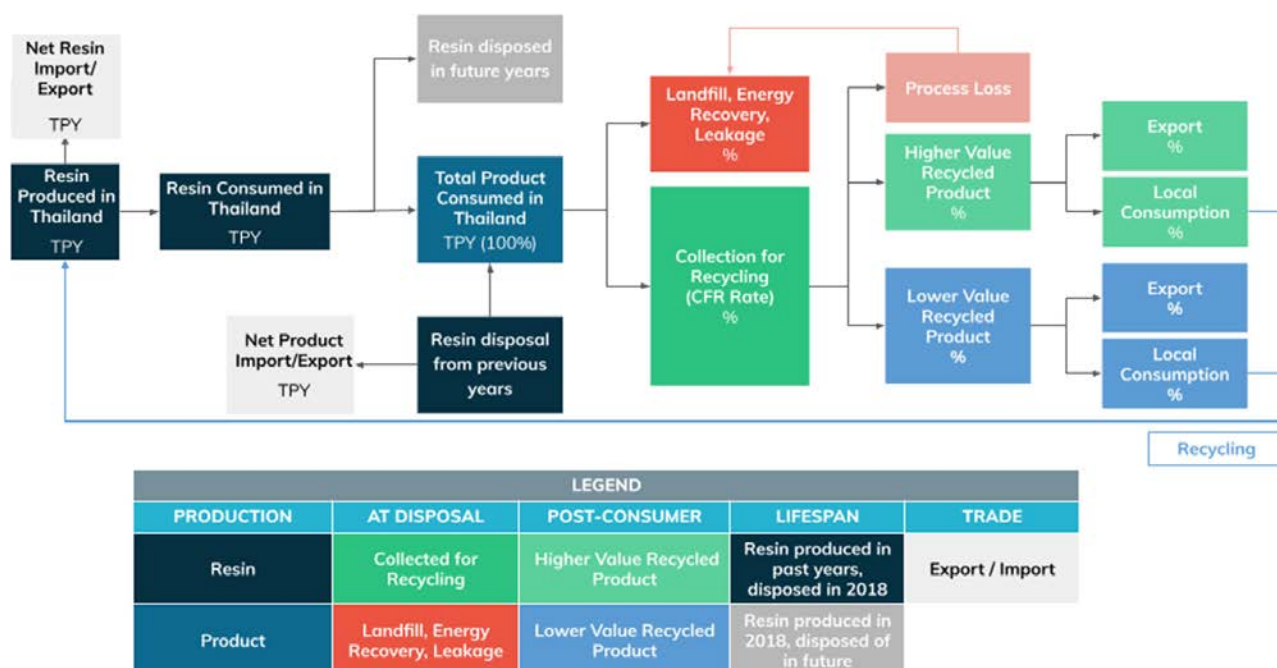 Net Resin
Import/
Export
TPY
Resin
Produced in
Thailand
TPY
Resin Consumed in
Thailand
TPY
Resin disposed
in future years
Total Product
Consumed in
Thailand
TPY (100%)
Net Product
Import/Export
TPY
Resin disposal
from previous
years
Landfill, Energy
Recovery,
Leakage
%
Collection for
Recycling
(CFR Rate)
%
Process Loss
Higher Value
Recycled
Product
%
Lower Value
Recycled
Product
%
Export
%
Local
Consumption
%
Export
%
Local
Consumption
%
Recycling
LEGEND
PRODUCTION AT DISPOSAL POST-CONSUMER LIFESPAN TRADE
Resin
Collected for
Recycling
Higher Value Recycled
Product
Resin produced in
past years,
disposed in 2018
Export / Import
Product
Landfill, Energy
Recovery, Leakage
Lower Value Recycled
Product
Resin produced in
2018, disposed of
in future